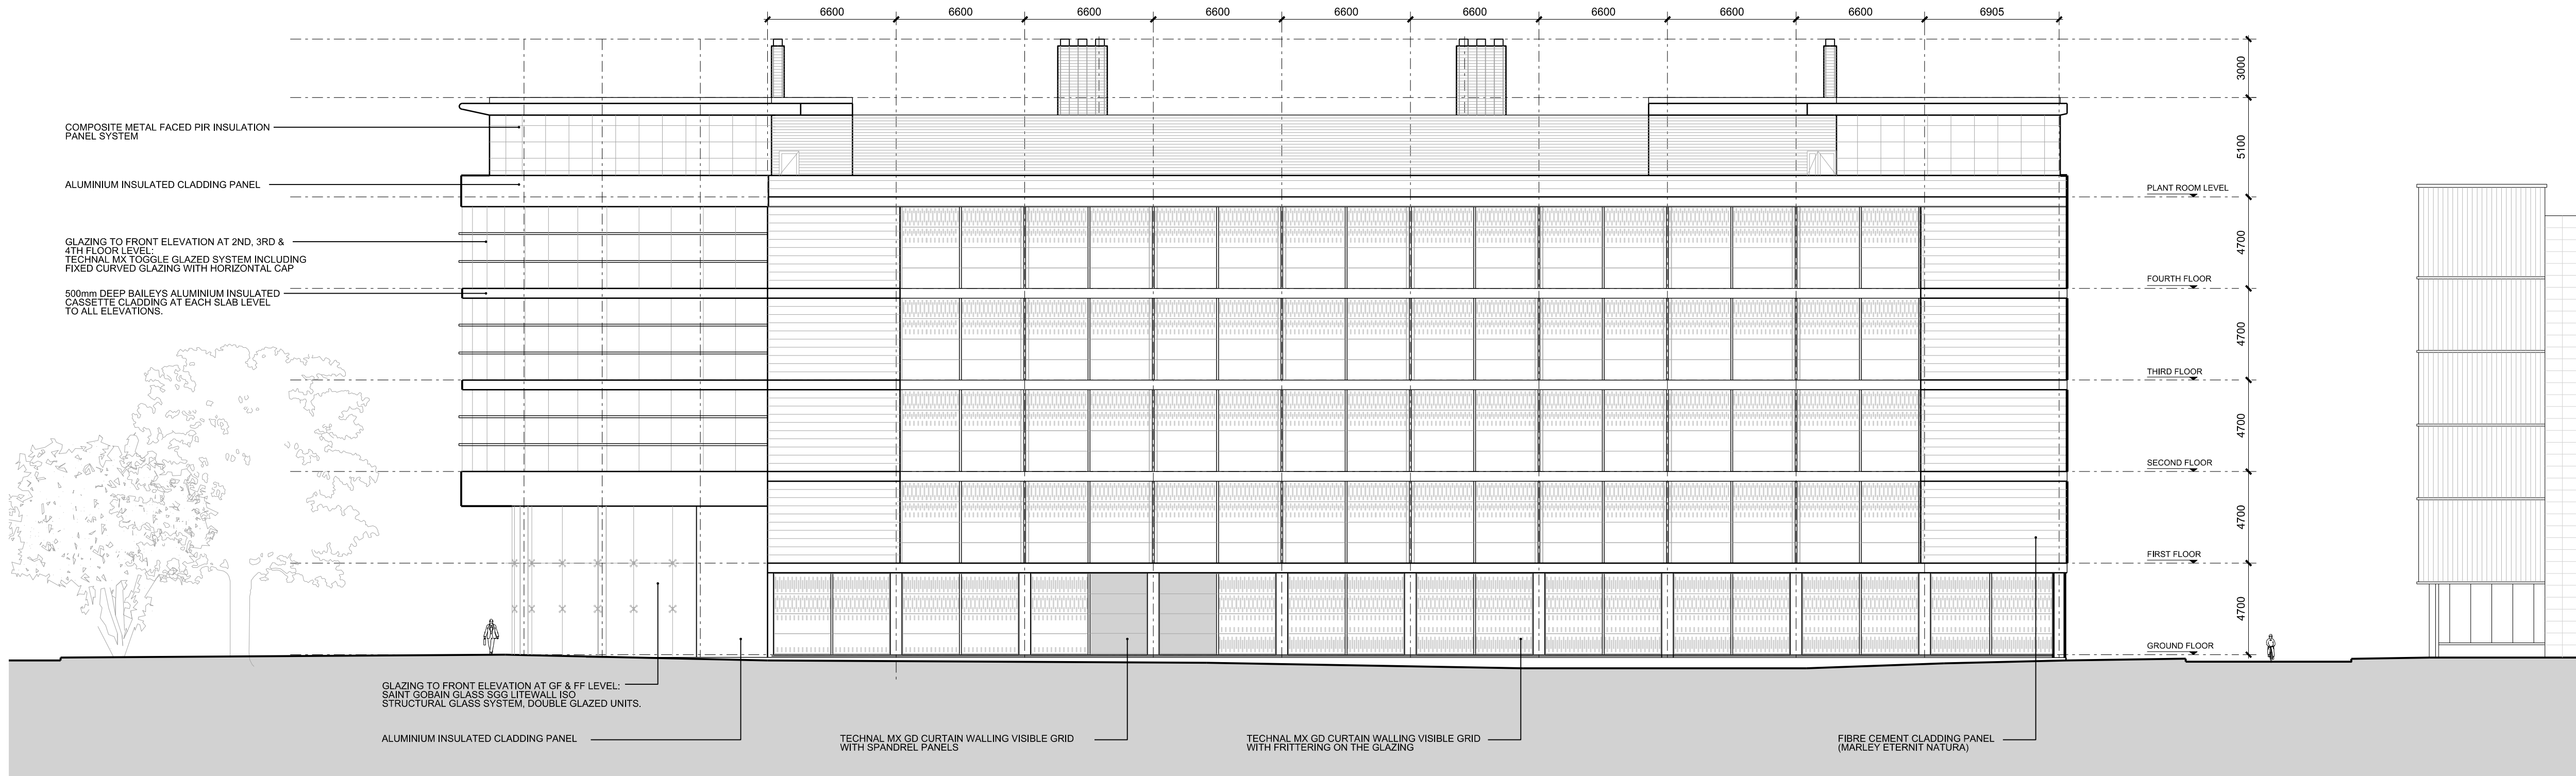 6600
6600
6600
6600
6600
6600
6600
6600
6600
6905
3000
5100
4700
4700
4700
4700
4700
COMPOSITE METAL FACED PIR INSULATION
PANEL SYSTEM
ALUMINIUM INSULATED CLADDING PANEL
GLAZING TO FRONT ELEVATION AT 2ND, 3RD &
4TH FLOOR LEVEL:
TECHNAL MX TOGGLE GLAZED SYSTEM INCLUDING
FIXED CURVED GLAZING WITH HORIZONTAL CAP
500mm DEEP BAILEYS ALUMINIUM INSULATED
CASSETTE CLADDING AT EACH SLAB LEVEL
TO ALL ELEVATIONS.
PLANT ROOM LEVEL
FOURTH FLOOR
THIRD FLOOR
SECOND FLOOR
FIRST FLOOR
GROUND FLOOR
GLAZING TO FRONT ELEVATION AT GF & FF LEVEL:
SAINT GOBAIN GLASS SGG LITEWALL ISO
STRUCTURAL GLASS SYSTEM, DOUBLE GLAZED UNITS.
ALUMINIUM INSULATED CLADDING PANEL
TECHNAL MX GD CURTAIN WALLING VISIBLE GRID
WITH SPANDREL PANELS
TECHNAL MX GD CURTAIN WALLING VISIBLE GRID
WITH FRITTERING ON THE GLAZING
FIBRE CEMENT CLADDING PANEL
(MARLEY ETERNIT NATURA)